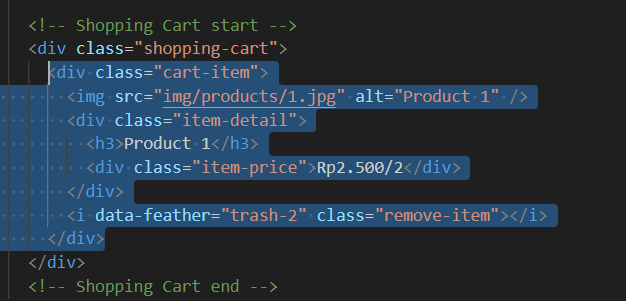 <!-- Shopping Cart start -->
<div class="shopping-cart">
<div class="cart-item">
<img src="img/products/1.jpg" alt="Product 1" />
<div class="item-detail">
<h3>Product 1</h3>
<div class="item-price">Rp2.500/2</div>
</div>
<i data-feather="trash-2" class="remove-item"></i>
</div>
</div>
<!-- Shopping Cart end -->